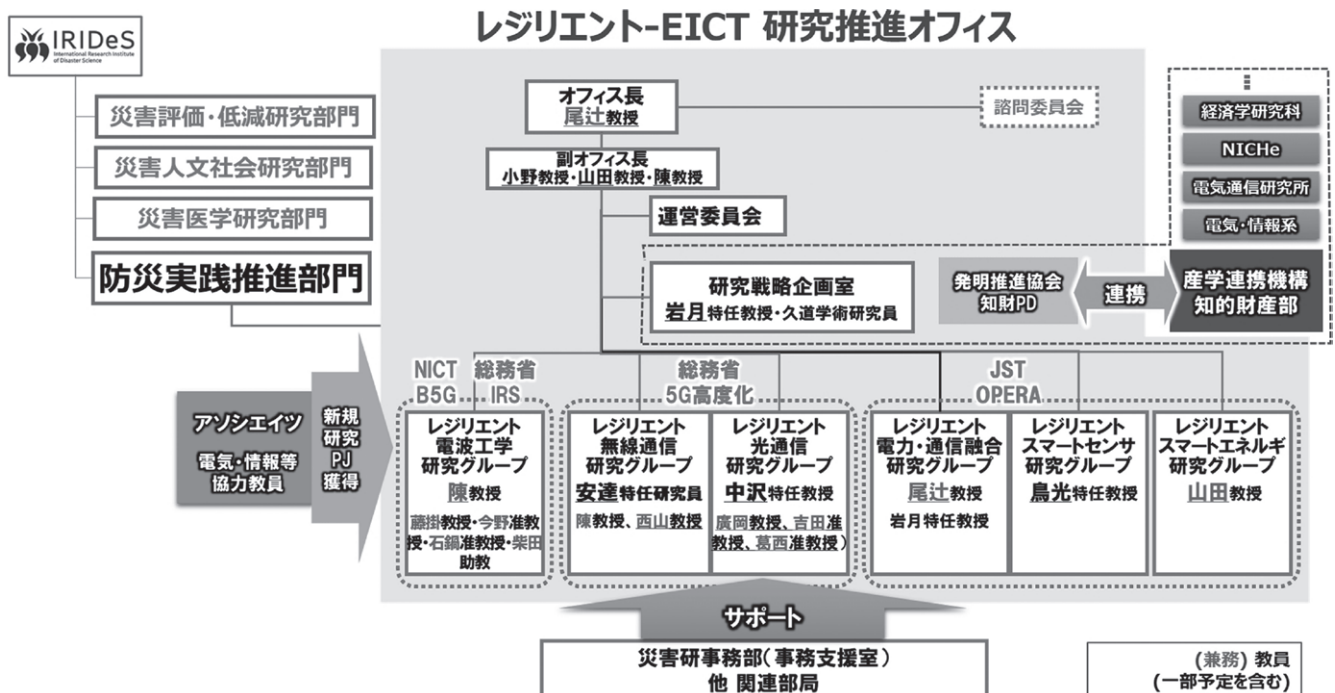 レジリエント-EICT 研究推進オフィス
IRIDeS
International Research Institute
of Disaster Science
災害評価・低減研究部門
災害人文社会研究部門
災害医学研究部門
防災実践推進部門
オフィス長
尾辻教授
諮問委員会
副オフィス長
小野教授・山田教授・陳教授
運営委員会
研究戦略企画室
岩月特任教授・久道学術研究員
発明推進協会
知財PD
連携
産学連携機構
知的財産部
経済学研究科
NICHe
電気通信研究所
電気・情報系
アソシエイツ
電気・情報等
協力教員
新規
研究
PJ
獲得
NICT
B5G
総務省
IRS
総務省
5G高度化
JST
OPERA
レジリエント
電波工学
研究グループ
陳教授
藤掛教授・今野准教
授・石鍋准教授・柴田
助教
レジリエント
無線通信
研究グループ
安達特任研究員
陳教授、西山教授
レジリエント
光通信
研究グループ
中沢特任教授
廣岡教授、吉田准
教授、葛西准教授）
レジリエント
電力・通信融合
研究グループ
尾辻教授
岩月特任教授
レジリエント
スマートセンサ
研究グループ
鳥光特任教授
レジリエント
スマートエネルギ
研究グループ
山田教授
サポート
災害研事務部（事務支援室）
他 関連部局
(兼務) 教員
(一部予定を含む)